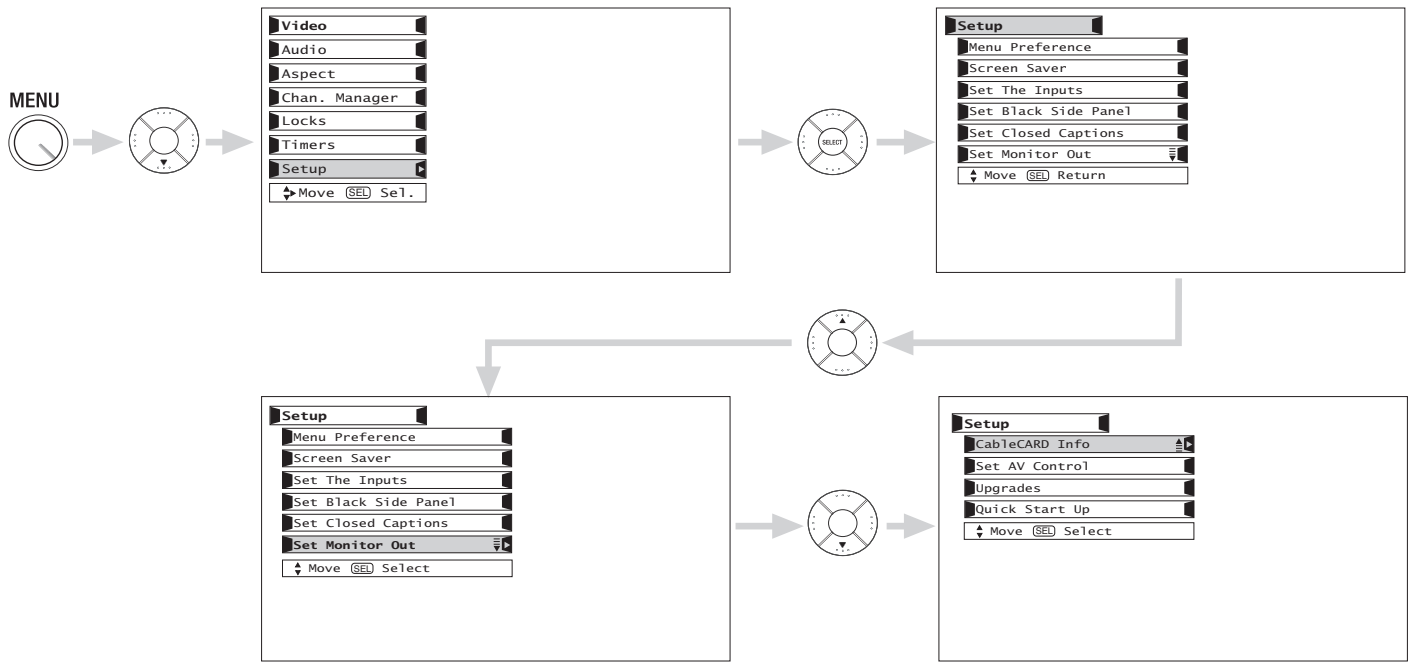 MENU
Video
Audio
Aspect
Chan. Manager
Locks
Timers
Setup
Move SEL Sel.
SELECT
Setup
Menu Preference
Screen Saver
Set The Inputs
Set Black Side Panel
Set Closed Captions
Set Monitor Out
Move SEL Return
Setup
Menu Preference
Screen Saver
Set The Inputs
Set Black Side Panel
Set Closed Captions
Set Monitor Out
Move SEL Select
Setup
CableCARD Info
Set AV Control
Upgrades
Quick Start Up
Move SEL Select